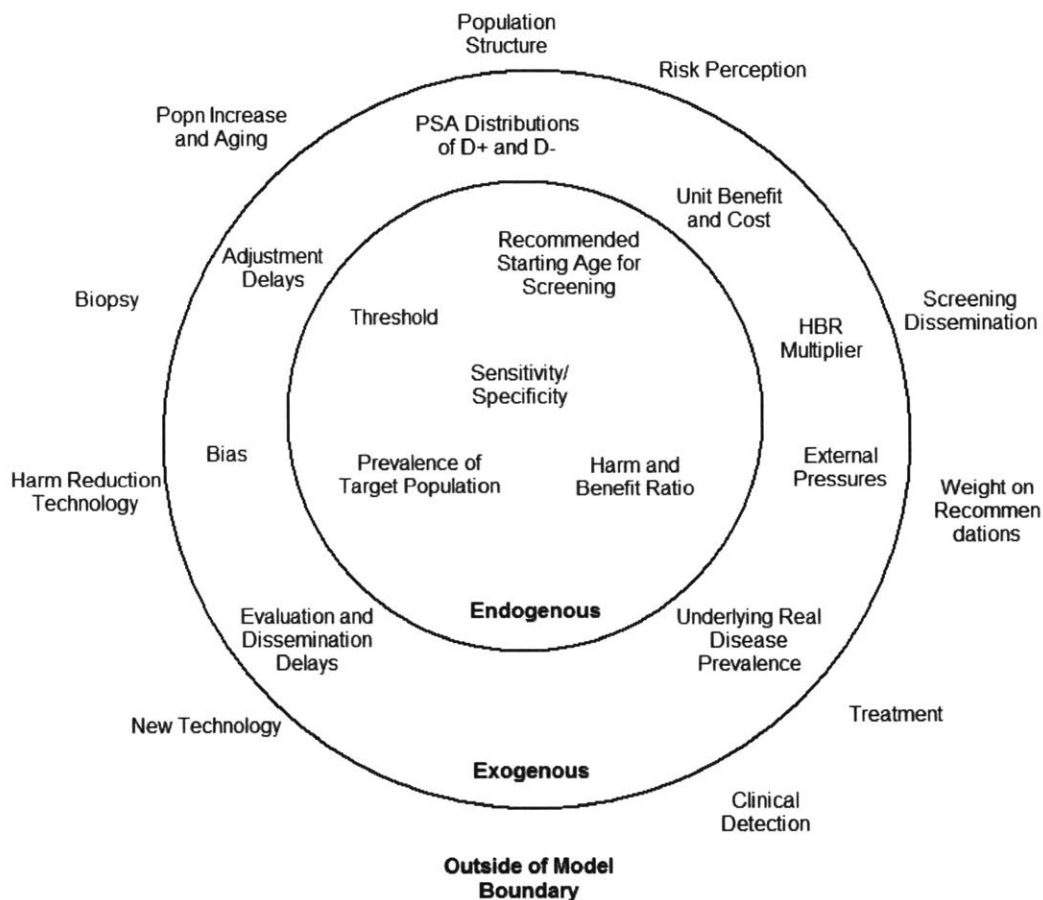 Population
Structure
Risk Perception
Popn Increase
and Aging
PSA Distributions
of D+ and D-
Unit Benefit
and Cost
Recommended
Starting Age for
Screening
Adjustment
Delays
Biopsy
Threshold
Screening
Dissemination
HBR
Multiplier
Sensitivity/
Specificity
Bias
Prevalence of
Target Population
Harm and
Benefit Ratio
External
Pressures
Harm Reduction
Technology
Weight on
Recommen
dations
Endogenous
Evaluation and
Dissemination
Delays
Underlying Real
Disease
Prevalence
New Technology
Treatment
Exogenous
Clinical
Detection
Outside of Model
Boundary